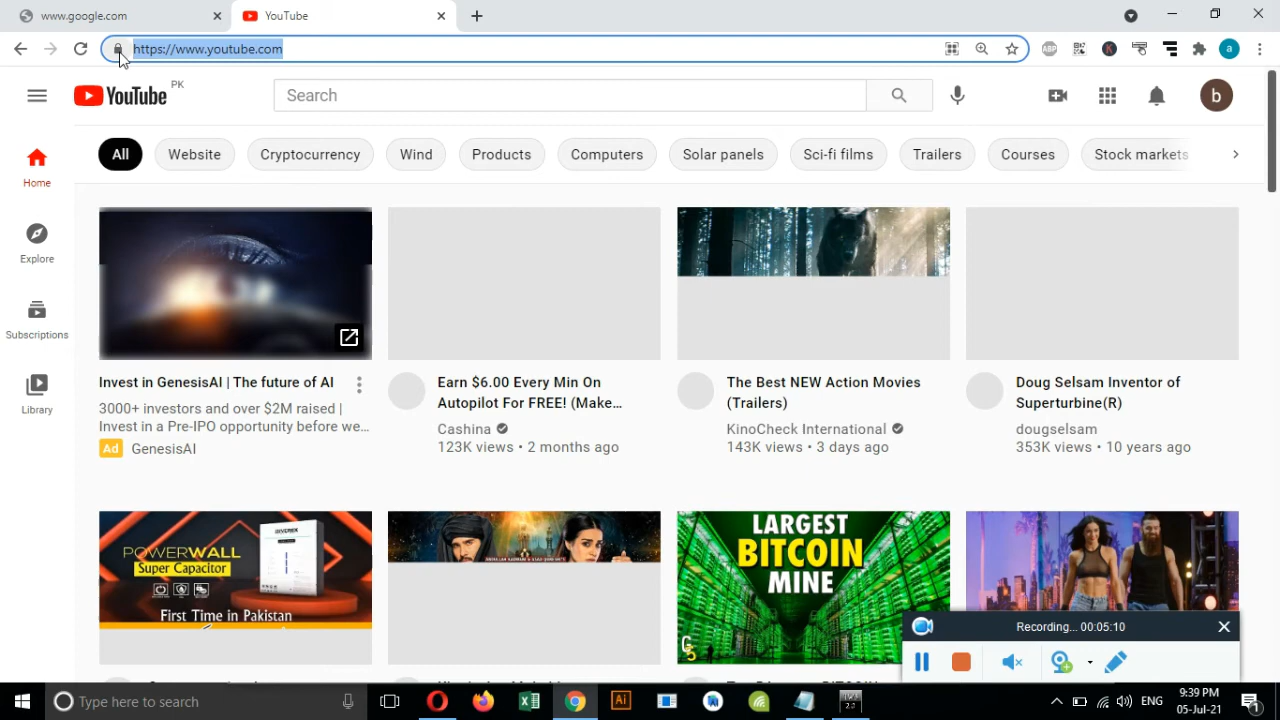 www.google.com
YouTube
https://www.youtube.com
ABP
K
a
YouTube PK
Search
b
All
Website
Cryptocurrency
Wind
Products
Computers
Solar panels
Sci-fi films
Trailers
Courses
Stock markets
Home
Explore
Subscriptions
Library
Invest in GenesisAI | The future of AI
3000+ investors and over $2M raised |
Invest in a Pre-IPO opportunity before we...
Ad GenesisAI
Earn $6.00 Every Min On
Autopilot For FREE! (Make...
Cashina
123K views • 2 months ago
The Best NEW Action Movies
(Trailers)
KinoCheck International
143K views • 3 days ago
Doug Selsam Inventor of
Superturbine(R)
dougselsam
353K views • 10 years ago
POWERWALL
Super Capacitor
First Time in Pakistan
LARGEST
BITCOIN
MINE
Recording... 00:05:10
Type here to search
Ai
ENG
9:39 PM
05-Jul-21
1